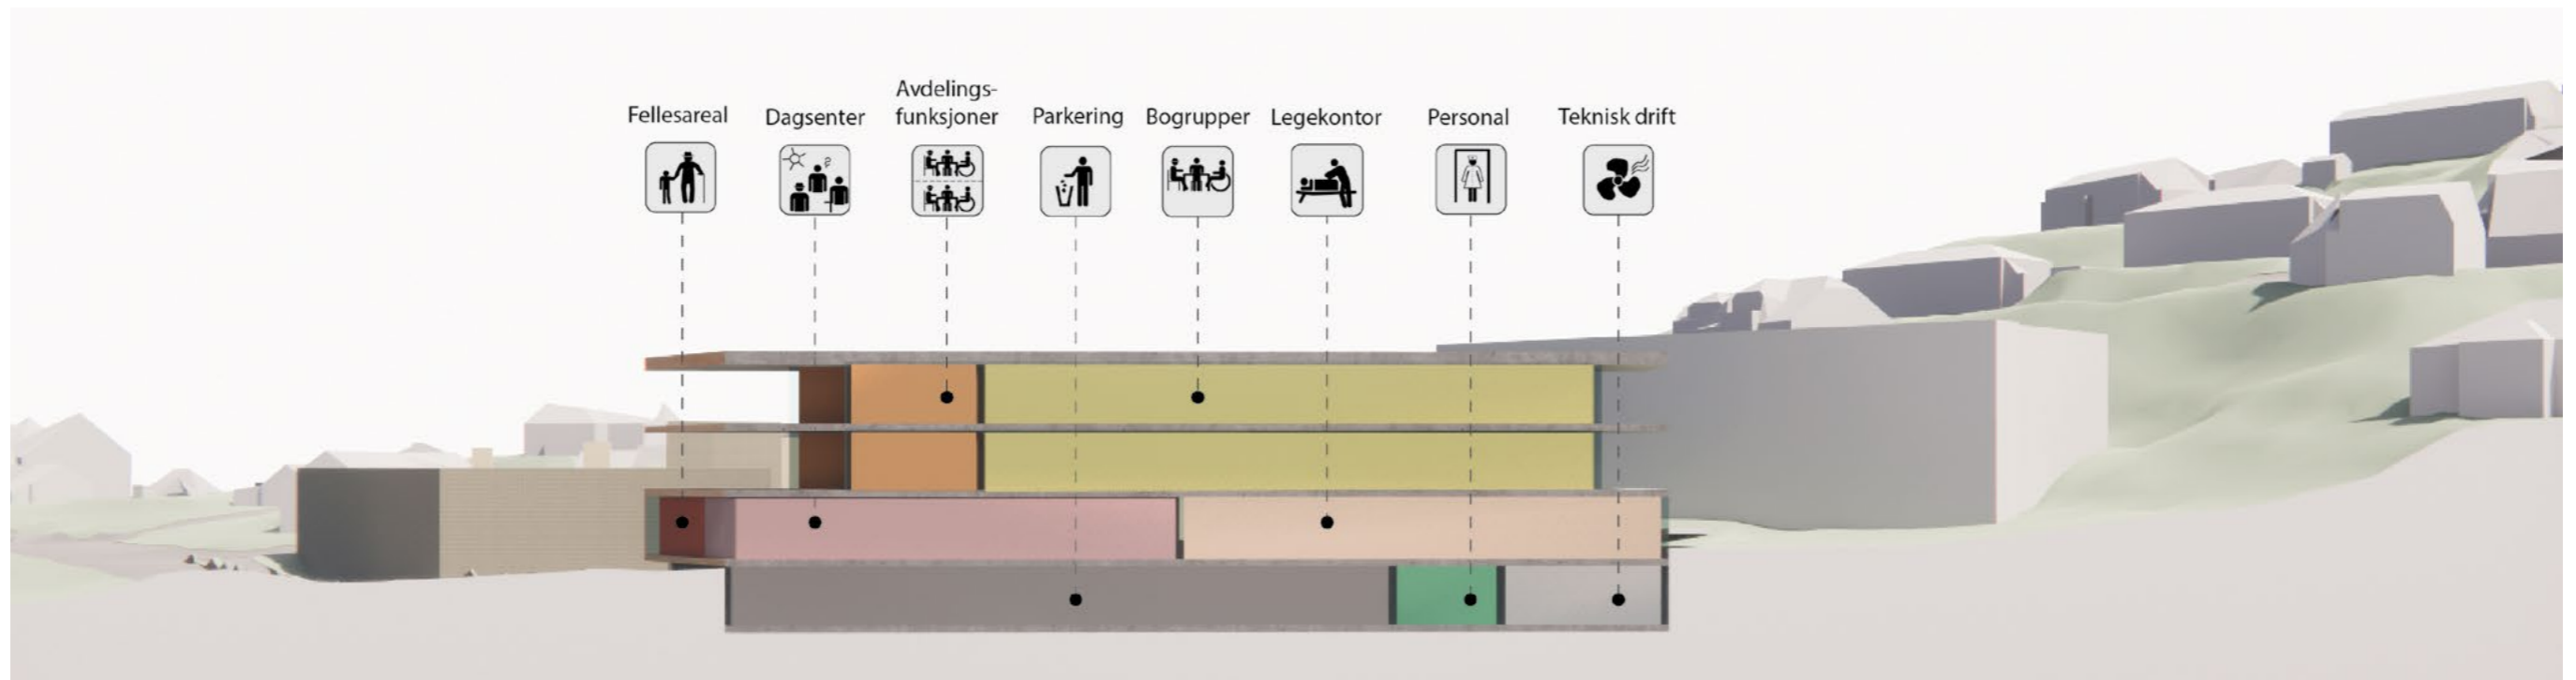 Fellesareal
Dagsenter
Avdelings-
funksjoner
Parkering
Bogrupper
Legekontor
Personal
Teknisk drift